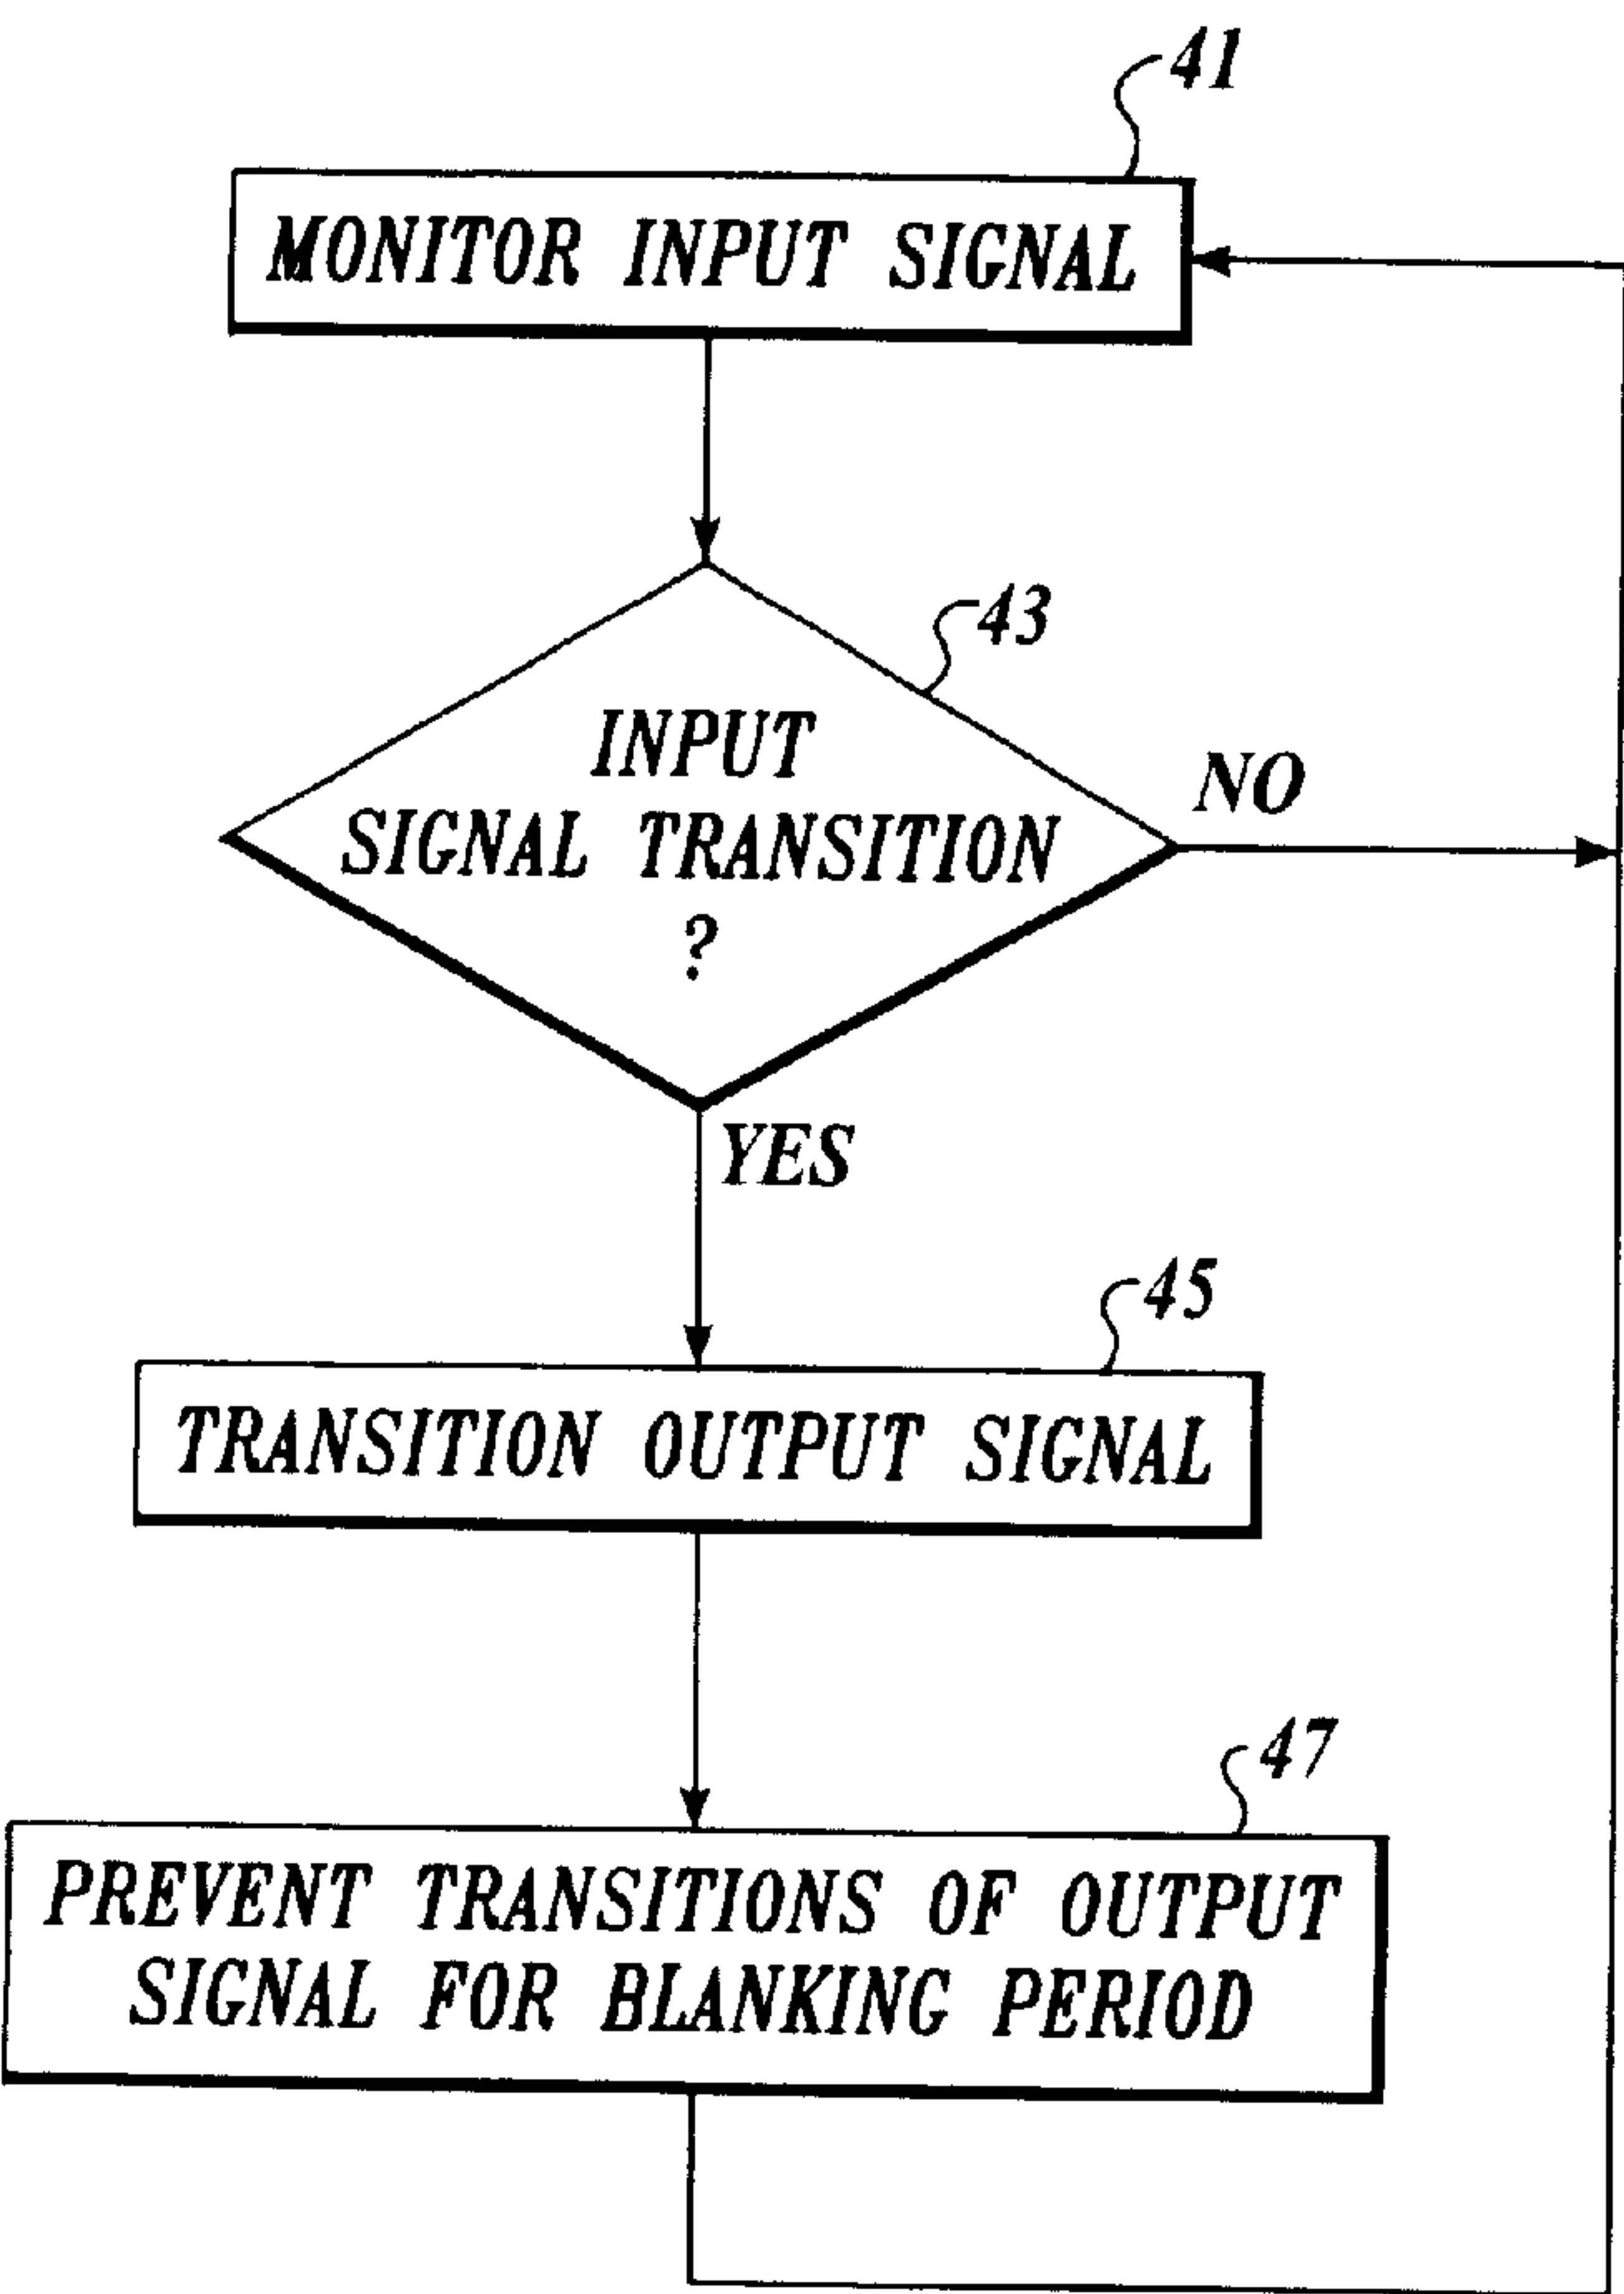 41
MONITOR INPUT SIGNAL
43
INPUT
SIGNAL TRANSITION
?
NO
YES
45
TRANSITION OUTPUT SIGNAL
47
PREVENT TRANSITIONS OF OUTPUT
SIGNAL FOR BLANKING PERIOD